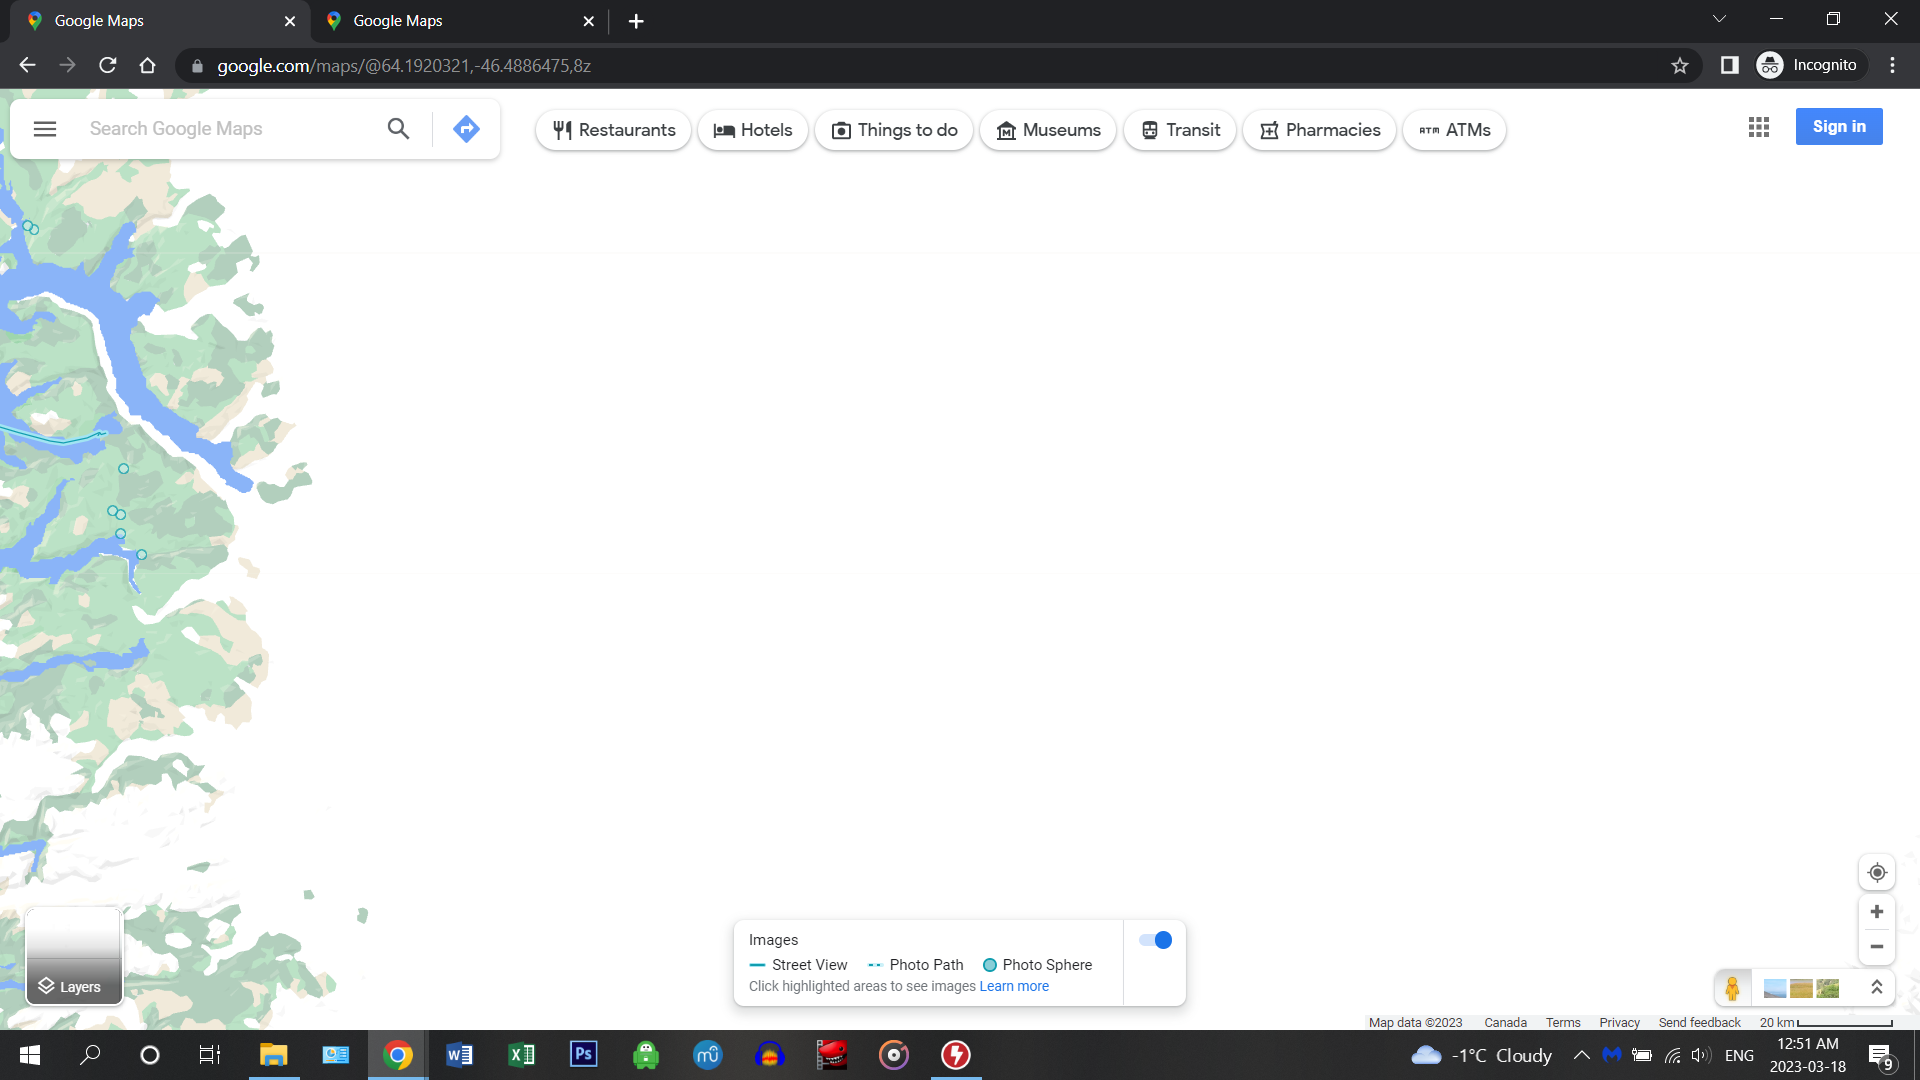 Google Maps
Google Maps
google.com/maps/@64.1920321,-46.4886475,8z
Incognito
Search Google Maps
Restaurants
Hotels
Things to do
Museums
Transit
Pharmacies
ATM ATMs
Sign in
Images
Street View
Photo Path
Photo Sphere
Click highlighted areas to see images Learn more
Layers
Map data ©2023
Canada
Terms
Privacy
Send feedback
20 km
-1°C Cloudy
ENG
12:51 AM
2023-03-18
9